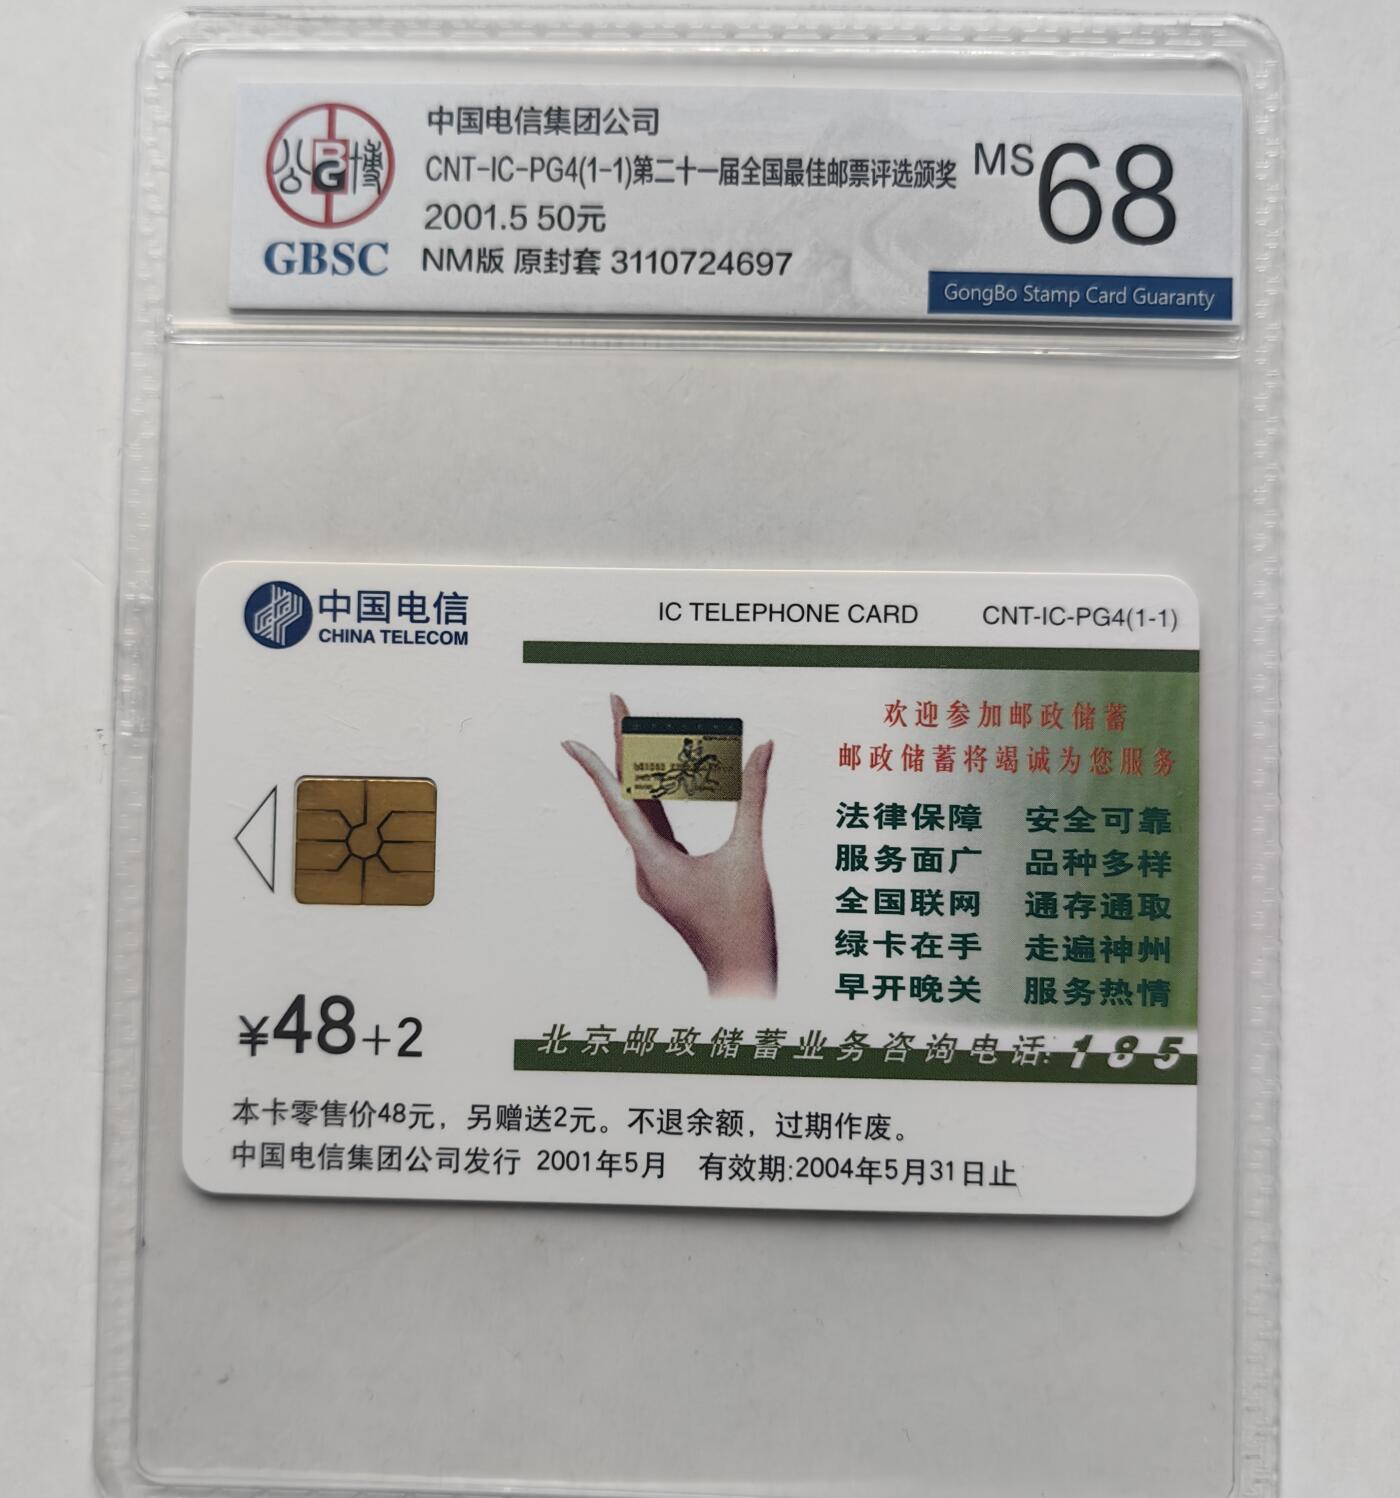 中国电信集团公司
CNT-IC-PG4(1-1)第二十一届全国最佳邮票评选颁奖
2001.5 50元
NM版 原封套 3110724697
MS68
公博
BG
GBSC
GongBo Stamp Card Guaranty
中国电信
CHINA TELECOM
IC TELEPHONE CARD
CNT-IC-PG4(1-1)
欢迎参加邮政储蓄
邮政储蓄将竭诚为您服务
法律保障 安全可靠
服务面广 品种多样
全国联网 通存通取
绿卡在手 走遍神州
早开晚关 服务热情
¥48+2
北京邮政储蓄业务咨询电话:185
本卡零售价48元，另赠送2元。不退余额，过期作废。
中国电信集团公司发行 2001年5月 有效期:2004年5月31日止